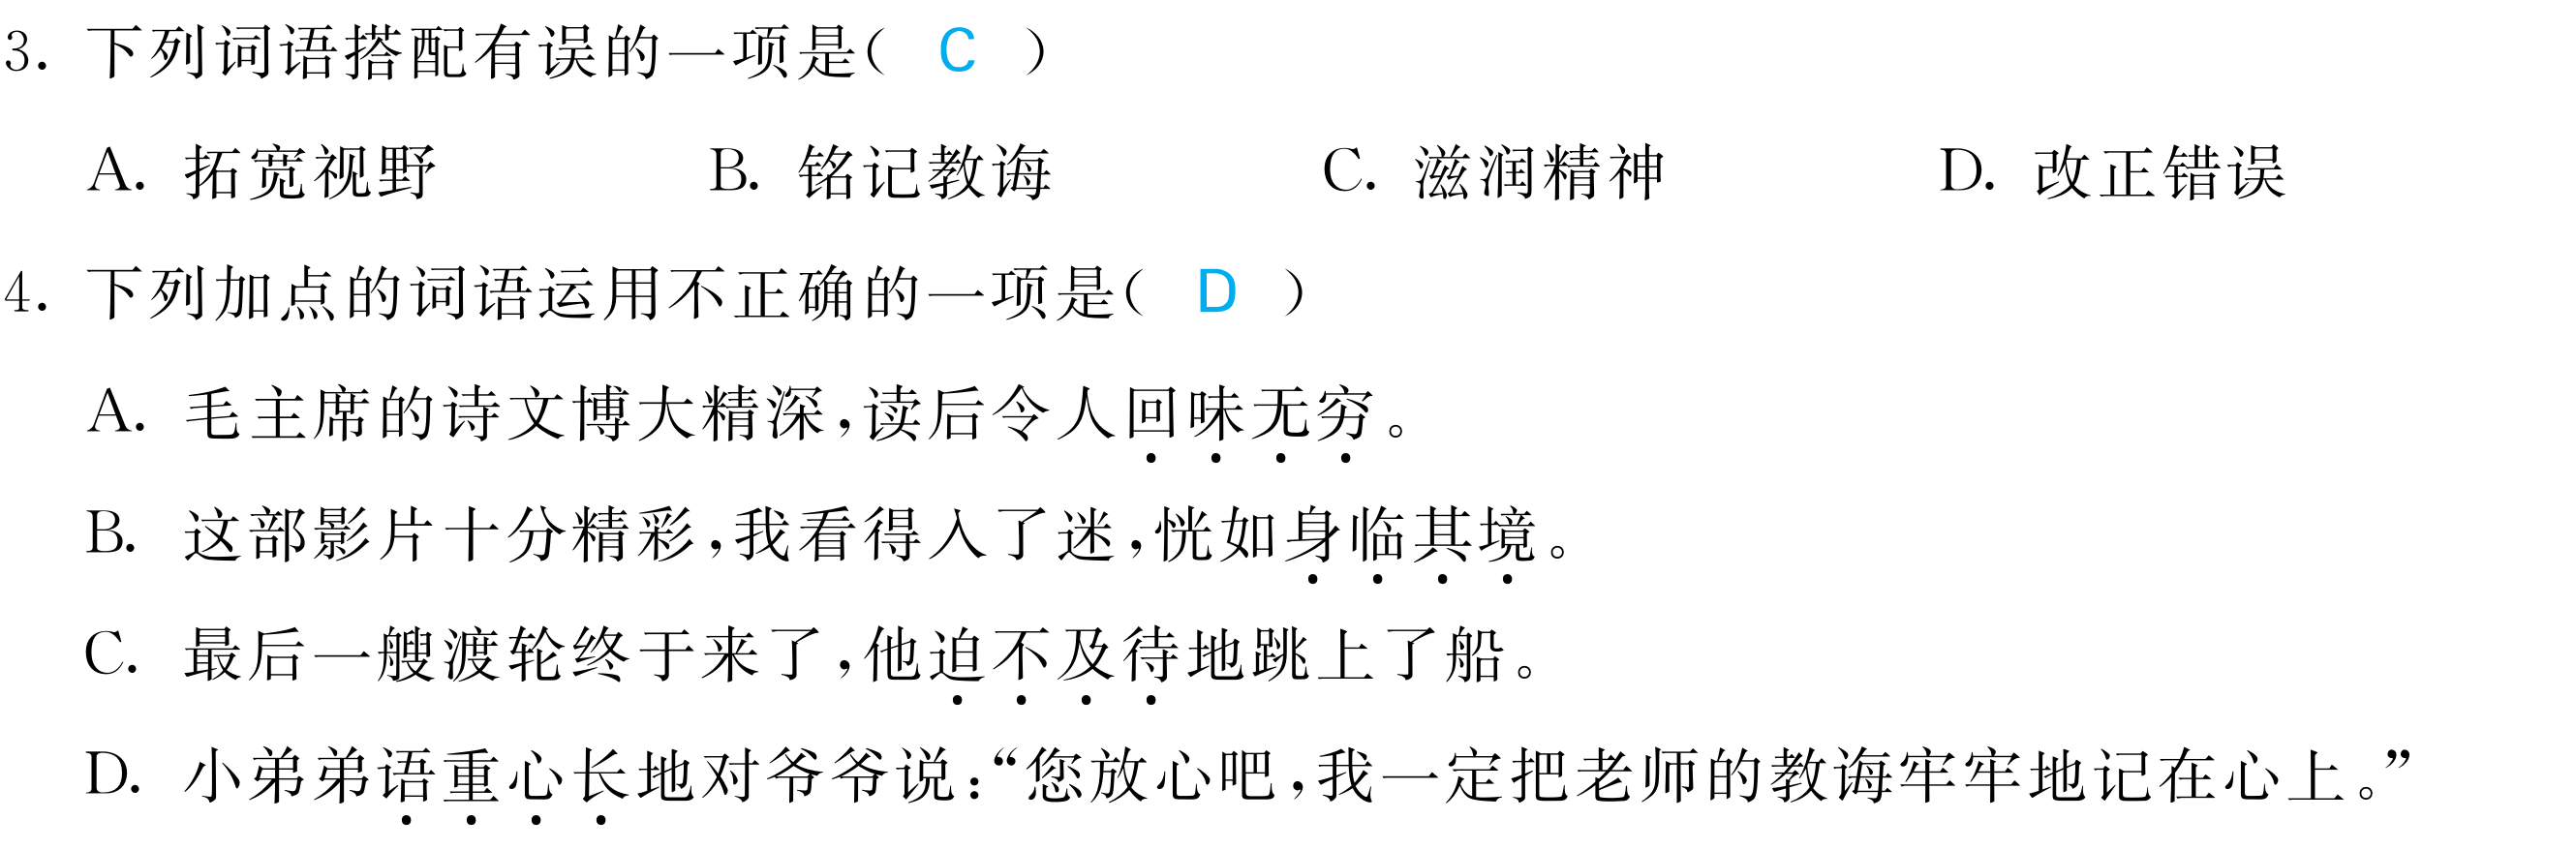 3. 下列词语搭配有误的一项是( C )
A. 拓宽视野 B. 铭记教诲 C. 滋润精神 D. 改正错误
4. 下列加点的词语运用不正确的一项是( D )
A. 毛主席的诗文博大精深,读后令人回味无穷。
B. 这部影片十分精彩,我看得入了迷,恍如身临其境。
C. 最后一艘渡轮终于来了,他迫不及待地跳上了船。
D. 小弟弟语重心长地对爷爷说:“您放心吧,我一定把老师的教诲牢牢地记在心上。”